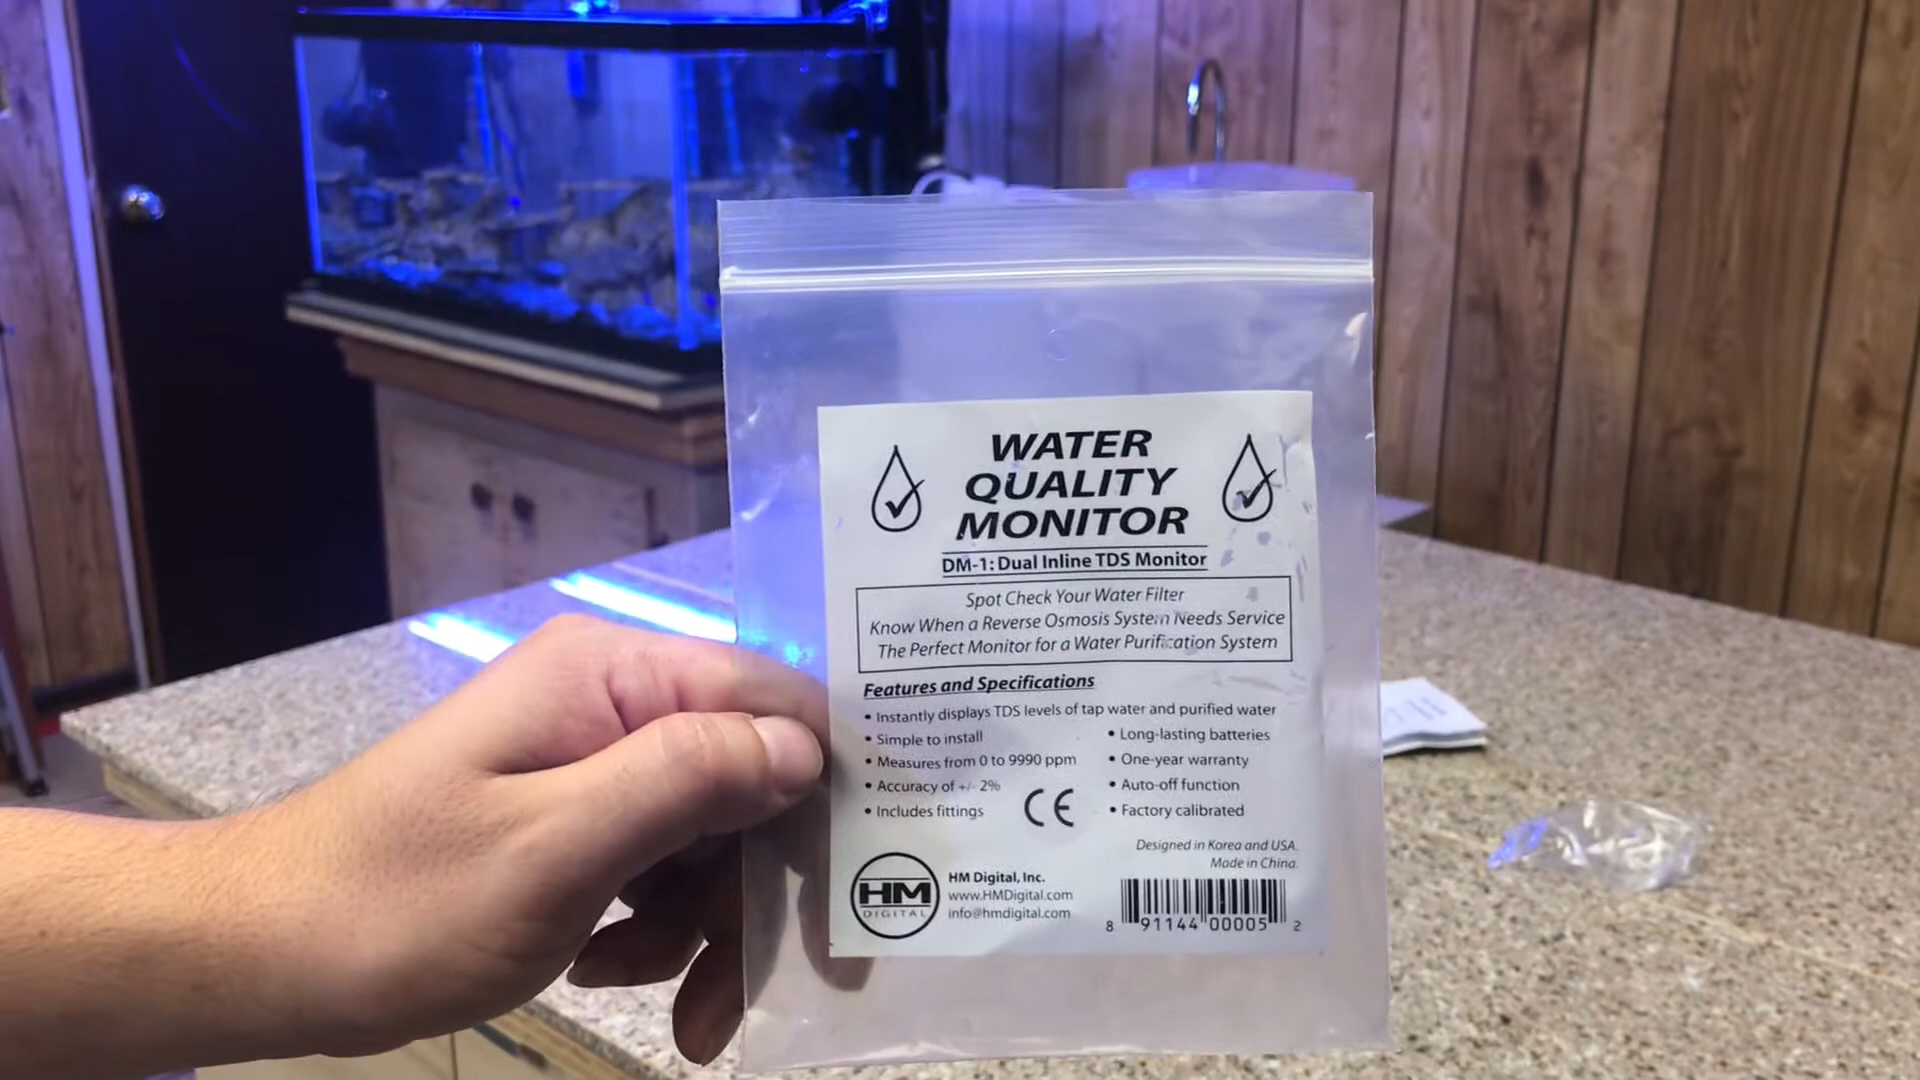 WATER
QUALITY
MONITOR
DM-1: Dual Inline TDS Monitor
Spot Check Your Water Filter
Know When a Reverse Osmosis System Needs Service
The Perfect Monitor for a Water Purification System
Features and Specifications
• Instantly displays TDS levels of tap water and purified water
• Simple to install
• Measures from 0 to 9990 ppm
• Accuracy of +/- 2%
• Includes fittings
• Long-lasting batteries
• One-year warranty
• Auto-off function
• Factory calibrated
CE
Designed in Korea and USA.
Made in China.
HM
DIGITAL
HM Digital, Inc.
www.HMDigital.com
info@hmdigital.com
8 91144 00005 2